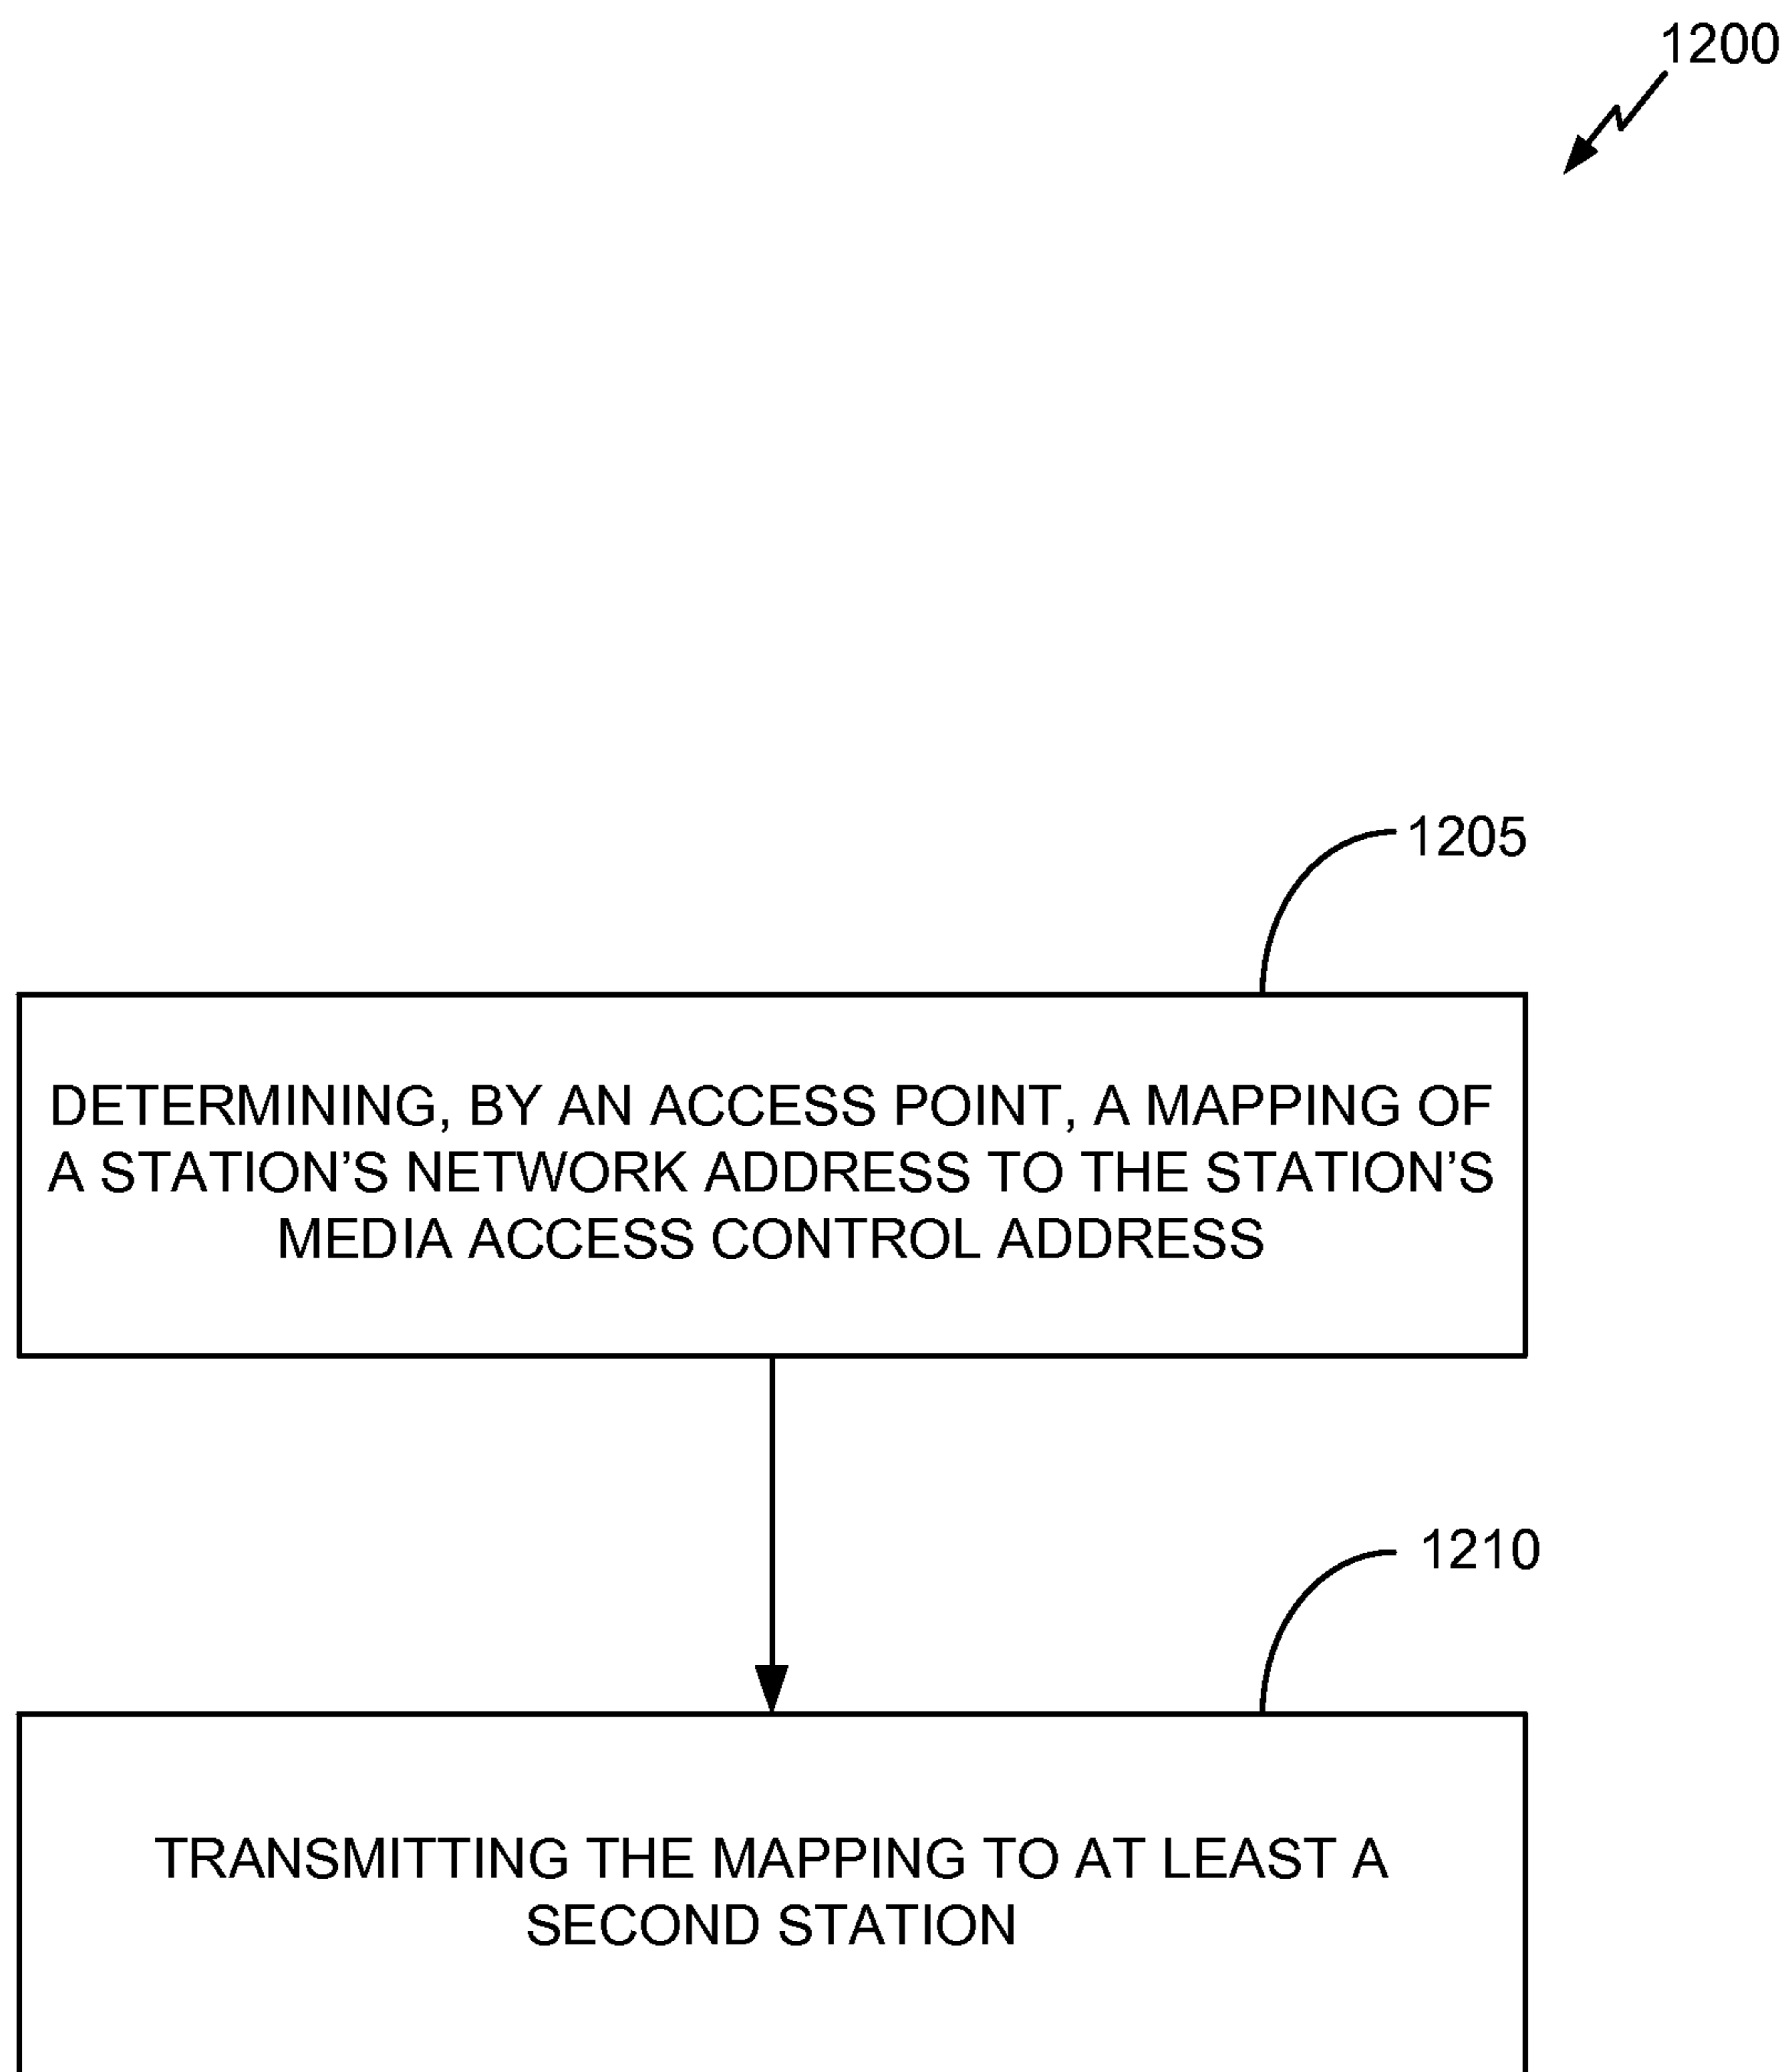 1200
1205
DETERMINING, BY AN ACCESS POINT, A MAPPING OF
A STATION’S NETWORK ADDRESS TO THE STATION’S
MEDIA ACCESS CONTROL ADDRESS
1210
TRANSMITTING THE MAPPING TO AT LEAST A
SECOND STATION